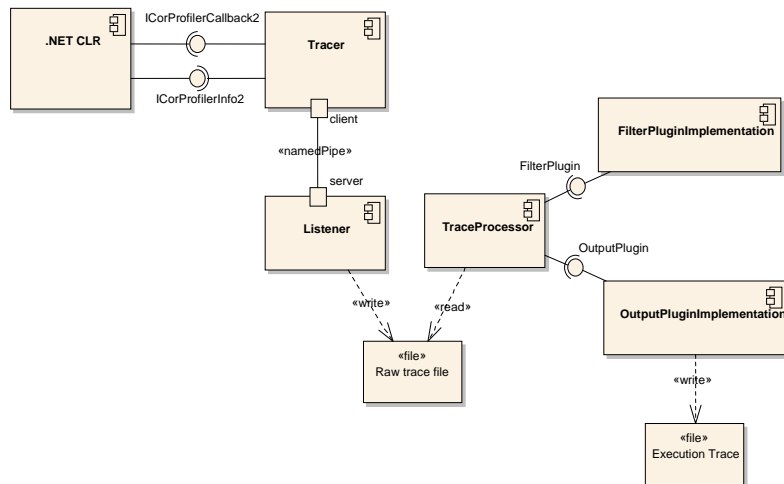 ICorProfilerCallback2
.NET CLR
Tracer
ICorProfilerInfo2
client
«namedPipe»
server
Listener
FilterPluginImplementation
FilterPlugin
TraceProcessor
OutputPlugin
OutputPluginImplementation
«write»
«read»
«file»
Raw trace file
«write»
«file»
Execution Trace